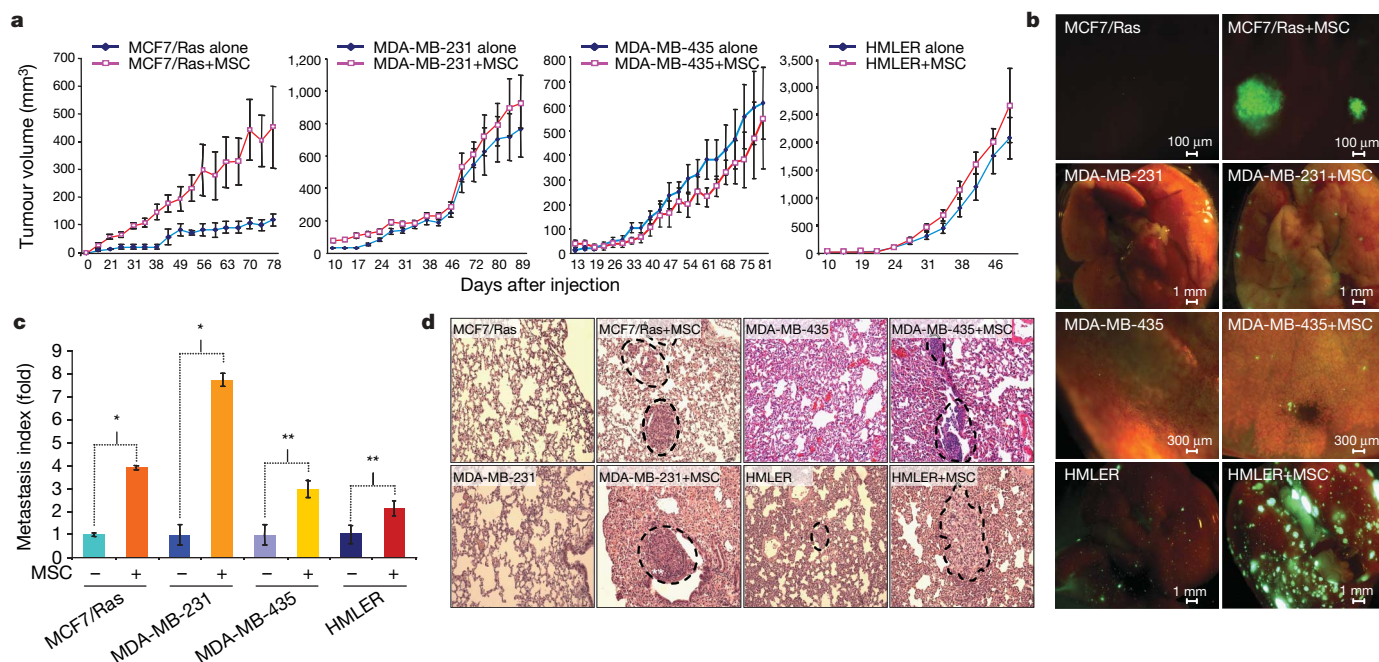 a
MCF7/Ras alone
MCF7/Ras+MSC
MDA-MB-231 alone
MDA-MB-231+MSC
MDA-MB-435 alone
MDA-MB-435+MSC
HMLER alone
HMLER+MSC
Tumour volume (mm³)
700
600
500
400
300
200
100
0
0 21 31 38 49 56 63 70 78
1,200
1,000
800
600
400
200
0
10 17 24 31 38 46 72 80 89
800
700
600
500
400
300
200
100
0
13 19 26 33 40 47 54 61 68 75 81
3,500
3,000
2,500
2,000
1,500
1,000
500
0
10 17 24 31 38 46
Days after injection
b
MCF7/Ras
100 µm
MCF7/Ras+MSC
100 µm
MDA-MB-231
1 mm
MDA-MB-231+MSC
1 mm
MDA-MB-435
300 µm
MDA-MB-435+MSC
300 µm
HMLER
1 mm
HMLER+MSC
1 mm
c
Metastasis index (fold)
9
8
7
6
5
4
3
2
1
0
*
*
**
**
MSC − + − + − + − +
MCF7/Ras
MDA-MB-231
MDA-MB-435
HMLER
d
MCF7/Ras
MCF7/Ras+MSC
MDA-MB-435
MDA-MB-435+MSC
MDA-MB-231
MDA-MB-231+MSC
***
HMLER
HMLER+MSC